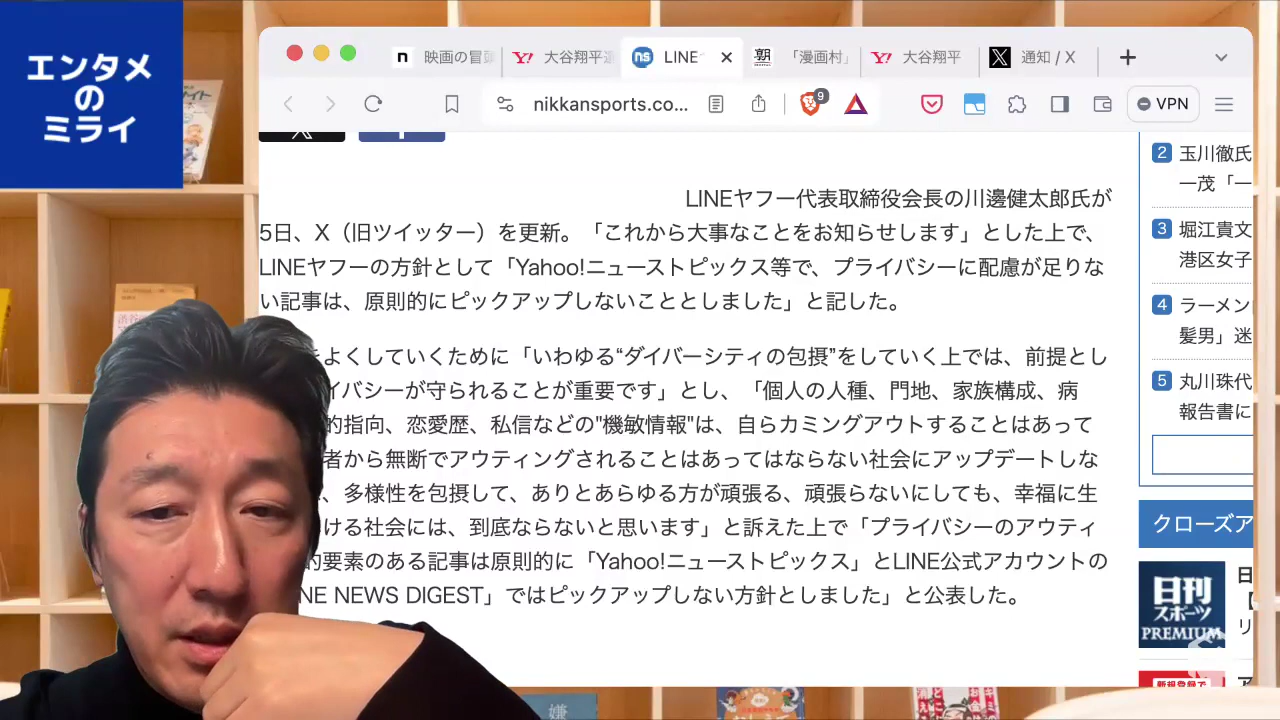 エンタメ
の
ミライ
映画の冒
大谷翔平
LINE
「漫画村」
大谷翔平
通知 / X
nikkansports.co...
9
VPN
LINEヤフー代表取締役会長の川邊健太郎氏が
5日、X（旧ツイッター）を更新。「これから大事なことをお知らせします」とした上で、
LINEヤフーの方針として「Yahoo!ニューストピックス等で、プライバシーに配慮が足りな
い記事は、原則的にピックアップしないこととしました」と記した。
をよくしていくために「いわゆる“ダイバーシティの包摂”をしていく上では、前提とし
イバシーが守られることが重要です」とし、「個人の人種、門地、家族構成、病
的指向、恋愛歴、私信などの"機敏情報"は、自らカミングアウトすることはあって
者から無断でアウティングされることはあってはならない社会にアップデートしな
、多様性を包摂して、ありとあらゆる方が頑張る、頑張らないにしても、幸福に生
ける社会には、到底ならないと思います」と訴えた上で「プライバシーのアウティ
的要素のある記事は原則的に「Yahoo!ニューストピックス」とLINE公式アカウントの
NE NEWS DIGEST」ではピックアップしない方針としました」と公表した。
2 玉川徹氏
一茂「一
3 堀江貴文
港区女子
4 ラーメン
髪男」迷
5 丸川珠代
報告書に
クローズア
日刊
スポーツ
PREMIUM
日
リ
新規登録で
嫌